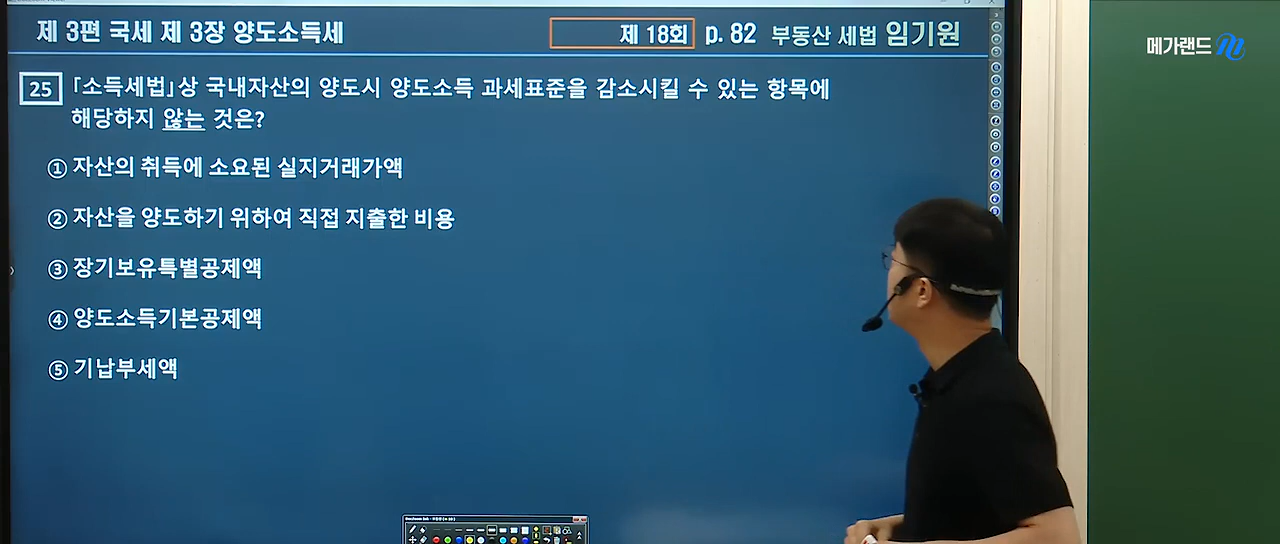 제 3편 국세 제 3장 양도소득세
제 18회 p. 82 부동산 세법 임기원
메가랜드
25 「소득세법」상 국내자산의 양도시 양도소득 과세표준을 감소시킬 수 있는 항목에
해당하지 않는 것은?
① 자산의 취득에 소요된 실지거래가액
② 자산을 양도하기 위하여 직접 지출한 비용
③ 장기보유특별공제액
④ 양도소득기본공제액
⑤ 기납부세액